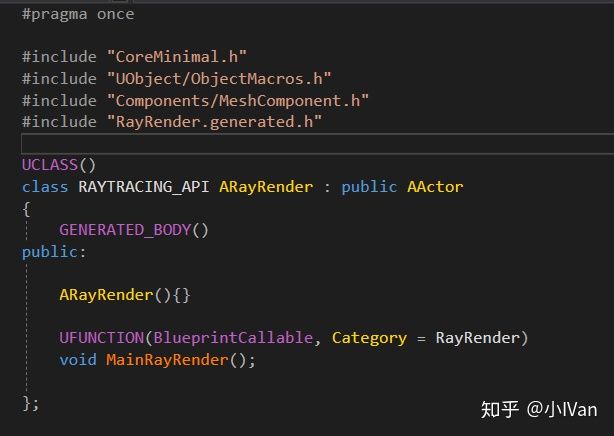 #pragma once
#include "CoreMinimal.h"
#include "UObject/ObjectMacros.h"
#include "Components/MeshComponent.h"
#include "RayRender.generated.h"
UCLASS()
class RAYTRACING_API ARayRender : public AActor
{
    GENERATED_BODY()
public:
    ARayRender(){}
    UFUNCTION(BlueprintCallable, Category = RayRender)
    void MainRayRender();
};
知乎 @小IVan